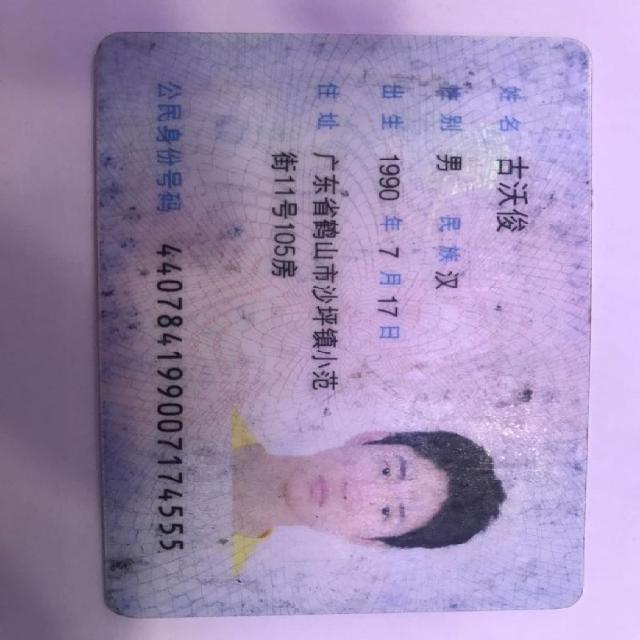 姓名 古沃俊
性别 男 民族 汉
出生 1990 年 7 月 17 日
住址 广东省鹤山市沙坪镇小范
街11号105房
公民身份号码 440784199007174555